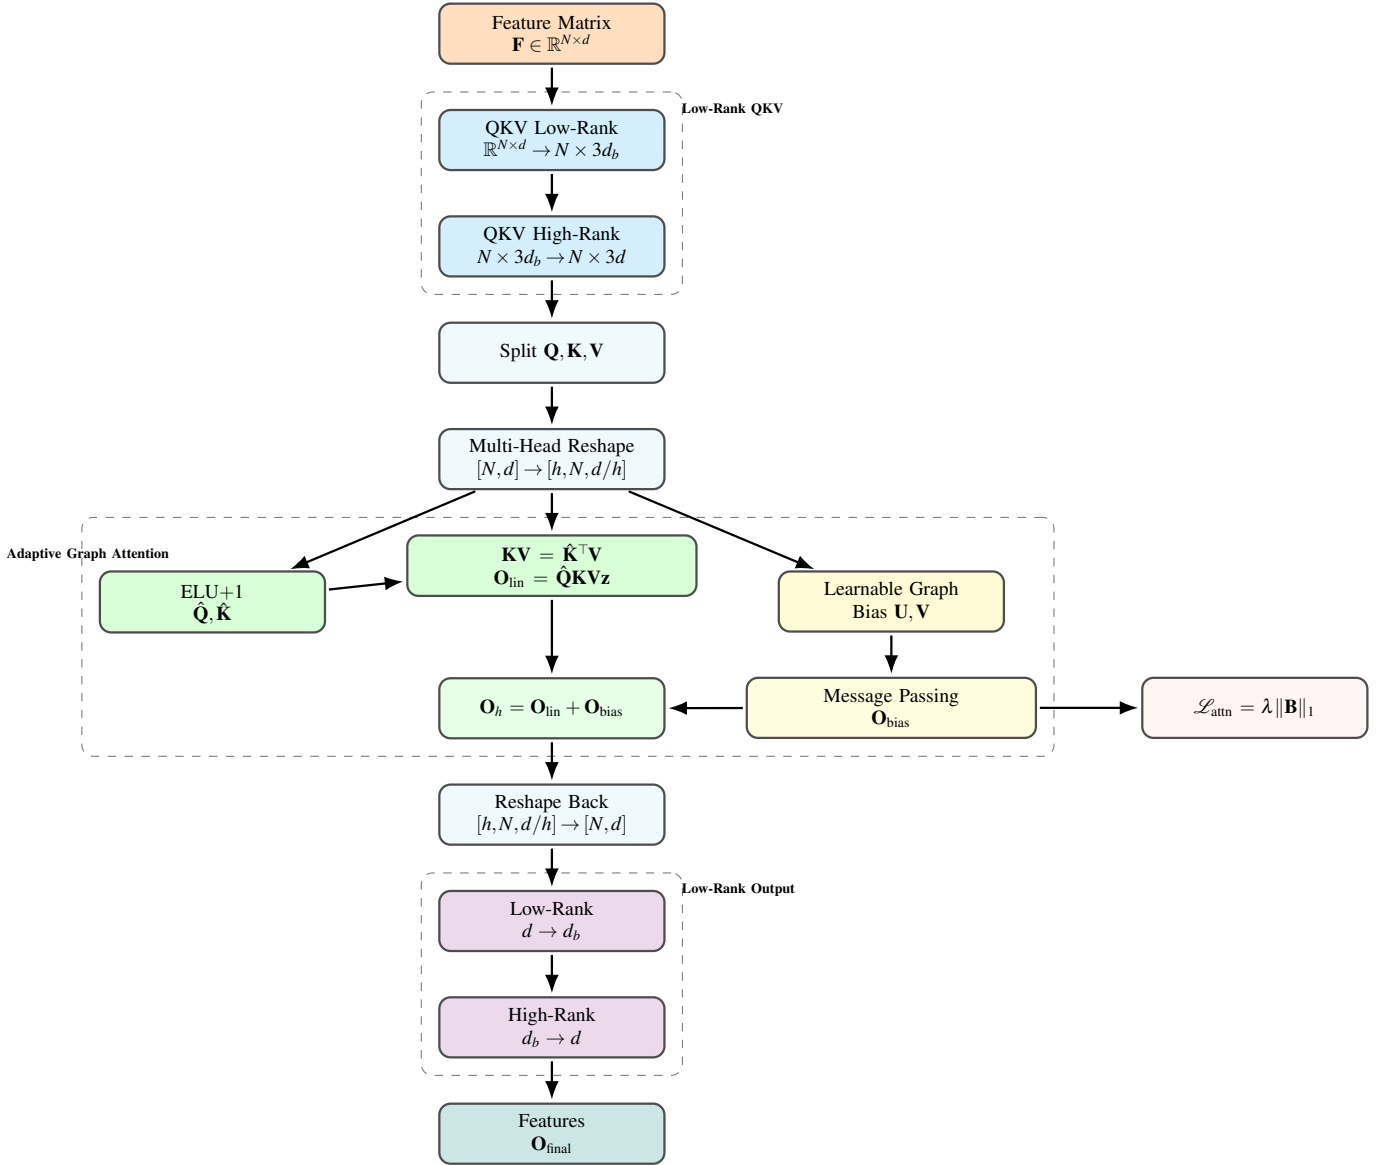 Feature Matrix
𝐅 ∈ ℝ^{N×d}
Low-Rank QKV
QKV Low-Rank
ℝ^{N×d} → N × 3d_b
QKV High-Rank
N × 3d_b → N × 3d
Split 𝐐, 𝐊, 𝐕
Multi-Head Reshape
[N, d] → [h, N, d/h]
Adaptive Graph Attention
𝐊𝐕 = 𝐊̂^⊤𝐕
𝐎_lin = 𝐐̂𝐊𝐕𝐳
ELU+1
𝐐̂, 𝐊̂
Learnable Graph
Bias 𝐔, 𝐕
𝐎_h = 𝐎_lin + 𝐎_bias
Message Passing
𝐎_bias
ℒ_attn = λ‖𝐁‖_1
Reshape Back
[h, N, d/h] → [N, d]
Low-Rank Output
Low-Rank
d → d_b
High-Rank
d_b → d
Features
𝐎_final